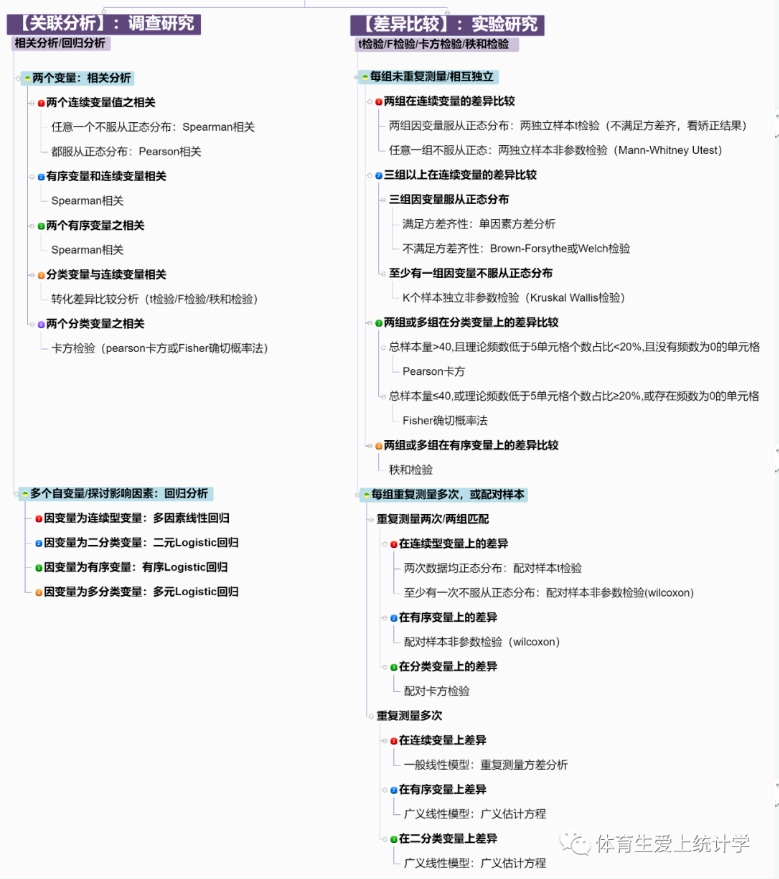 【关联分析】：调查研究
相关分析/回归分析
两个变量：相关分析
两个连续变量值之相关
任意一个不服从正态分布：Spearman相关
都服从正态分布：Pearson相关
有序变量和连续变量相关
Spearman相关
两个有序变量之相关
Spearman相关
分类变量与连续变量相关
转化差异比较分析（t检验/F检验/秩和检验）
两个分类变量之相关
卡方检验（pearson卡方或Fisher确切概率法）
多个自变量/探讨影响因素：回归分析
因变量为连续型变量：多因素线性回归
因变量为二分类变量：二元Logistic回归
因变量为有序变量：有序Logistic回归
因变量为多分类变量：多元Logistic回归
【差异比较】：实验研究
t检验/F检验/卡方检验/秩和检验
每组未重复测量/相互独立
两组在连续变量的差异比较
两组因变量服从正态分布：两独立样本t检验（不满足方差齐，看矫正结果）
任意一组不服从正态：两独立样本非参数检验（Mann-Whitney Utest）
三组以上在连续变量的差异比较
三组因变量服从正态分布
满足方差齐性：单因素方差分析
不满足方差齐性：Brown-Forsythe或Welch检验
至少有一组因变量不服从正态分布
K个样本独立非参数检验（Kruskal Wallis检验）
两组或多组在分类变量上的差异比较
总样本量>40,且理论频数低于5单元格个数占比<20%,且没有频数为0的单元格
Pearson卡方
总样本量≤40,或理论频数低于5单元格个数占比≥20%,或存在频数为0的单元格
Fisher确切概率法
两组或多组在有序变量上的差异比较
秩和检验
每组重复测量多次，或配对样本
重复测量两次/两组匹配
在连续型变量上的差异
两次数据均正态分布：配对样本t检验
至少有一次不服从正态分布：配对样本非参数检验(wilcoxon)
在有序变量上的差异
配对样本非参数检验（wilcoxon）
在分类变量上的差异
配对卡方检验
重复测量多次
在连续变量上差异
一般线性模型：重复测量方差分析
在有序变量上差异
广义线性模型：广义估计方程
在二分类变量上差异
广义线性模型：广义估计方程
体育生爱上统计学